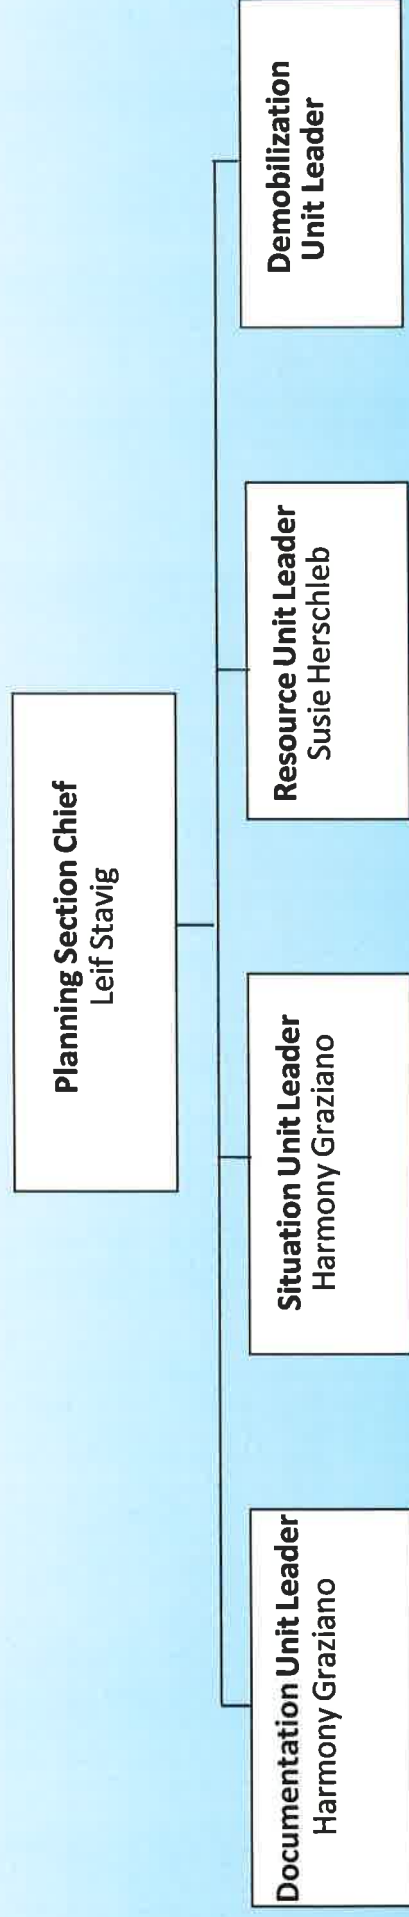 Planning Section Chief
Leif Stavig
Documentation Unit Leader
Harmony Graziano
Situation Unit Leader
Harmony Graziano
Resource Unit Leader
Susie Herschleb
Demobilization
Unit Leader